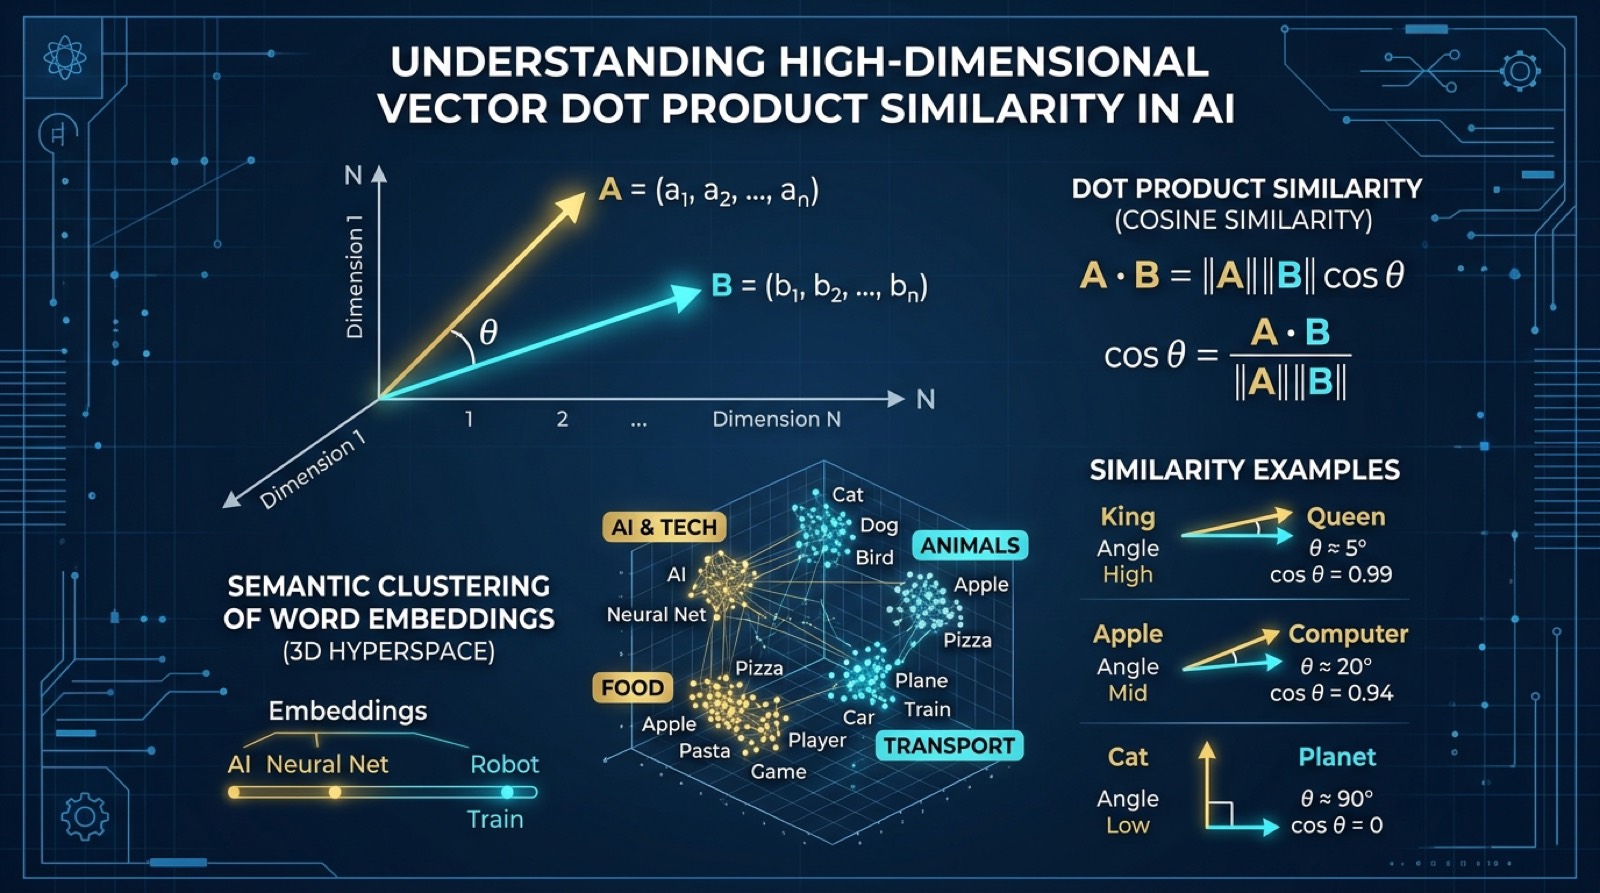 UNDERSTANDING HIGH-DIMENSIONAL
VECTOR DOT PRODUCT SIMILARITY IN AI
N
Dimension 1
A = (a₁, a₂, ..., aₙ)
B = (b₁, b₂, ..., bₙ)
θ
N
1 2 ... Dimension N
Dimension 1
DOT PRODUCT SIMILARITY
(COSINE SIMILARITY)
A · B = ||A|| ||B|| cos θ
cos θ = A · B / ||A|| ||B||
SEMANTIC CLUSTERING
OF WORD EMBEDDINGS
(3D HYPERSPACE)
Embeddings
AI Neural Net Robot
Train
AI & TECH
AI
Neural Net
Cat
Dog
Bird
ANIMALS
Apple
Pizza
FOOD
Pizza
Apple
Pasta
Player
Game
Plane
Train
Car
TRANSPORT
SIMILARITY EXAMPLES
King Queen
Angle θ ≈ 5°
High cos θ = 0.99
Apple Computer
Angle θ ≈ 20°
Mid cos θ = 0.94
Cat Planet
Angle θ ≈ 90°
Low cos θ = 0